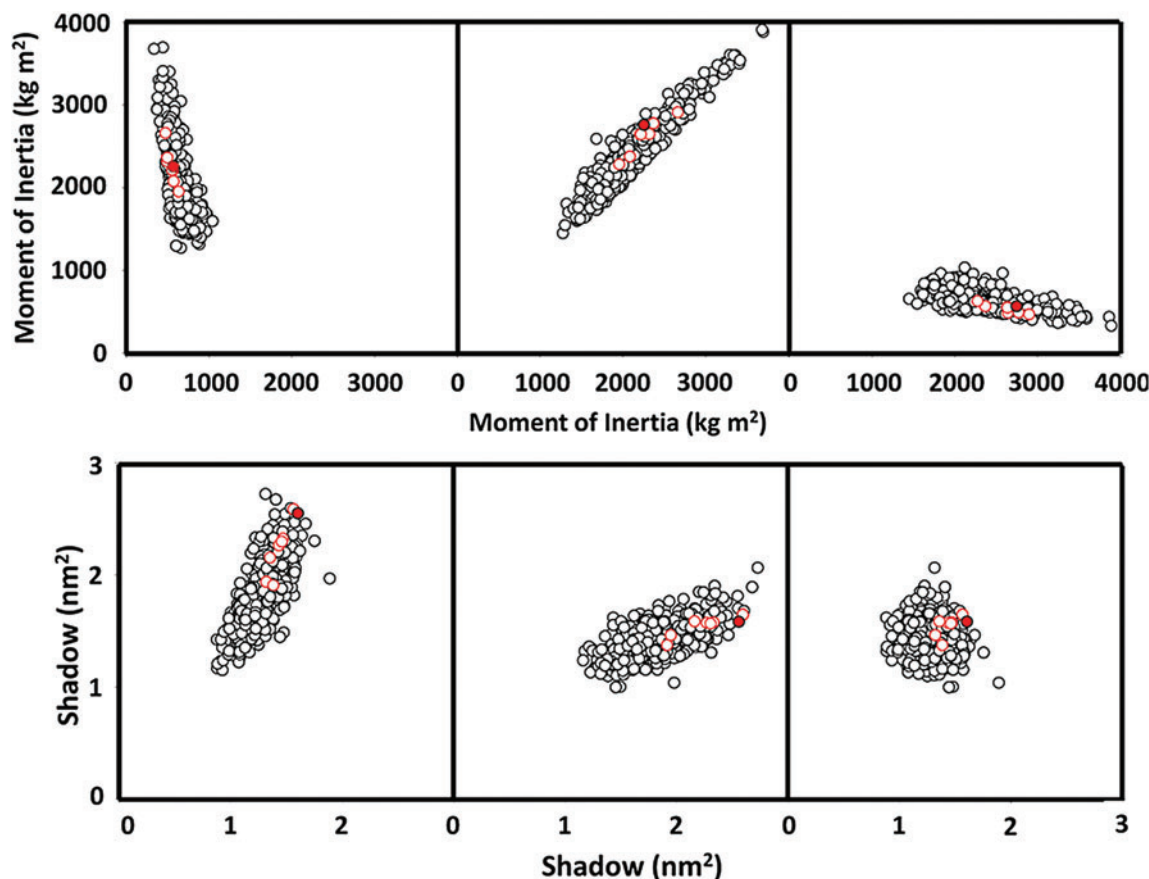 4000
3000
2000
1000
0
Moment of Inertia (kg m²)
0 1000 2000 3000 0 1000 2000 3000 0 1000 2000 3000 4000
Moment of Inertia (kg m²)
3
2
1
0
Shadow (nm²)
0 1 2 0 1 2 0 1 2 3
Shadow (nm²)